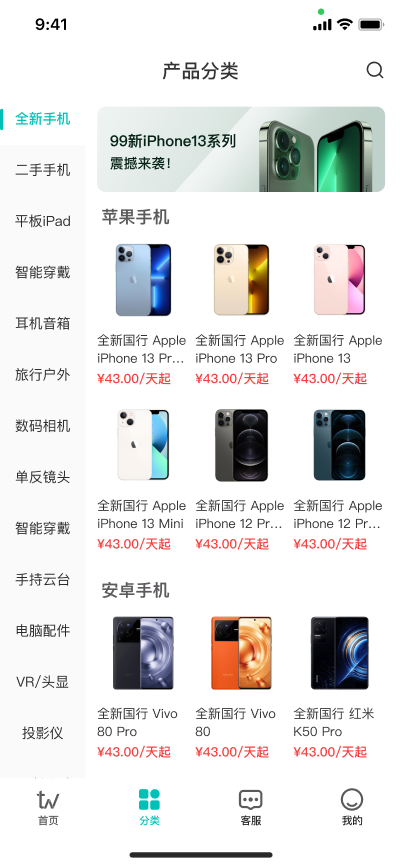 9:41
产品分类
全新手机
二手手机
平板iPad
智能穿戴
耳机音箱
旅行户外
数码相机
单反镜头
智能穿戴
手持云台
电脑配件
VR/头显
投影仪
99新iPhone13系列
震撼来袭！
苹果手机
全新国行 Apple
iPhone 13 Pr...
¥43.00/天起
全新国行 Apple
iPhone 13 Pro
¥43.00/天起
全新国行 Apple
iPhone 13
¥43.00/天起
全新国行 Apple
iPhone 13 Mini
¥43.00/天起
全新国行 Apple
iPhone 12 Pr...
¥43.00/天起
全新国行 Apple
iPhone 12 Pro...
¥43.00/天起
安卓手机
全新国行 Vivo
80 Pro
¥43.00/天起
全新国行 Vivo
80
¥43.00/天起
全新国行 红米
K50 Pro
¥43.00/天起
首页
分类
客服
我的